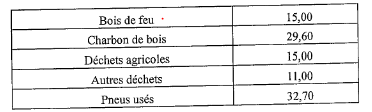 Bois de feu 15,00
Charbon de bois 29,60
Déchets agricoles 15,00
Autres déchets 11,00
Pneus usés 32,70